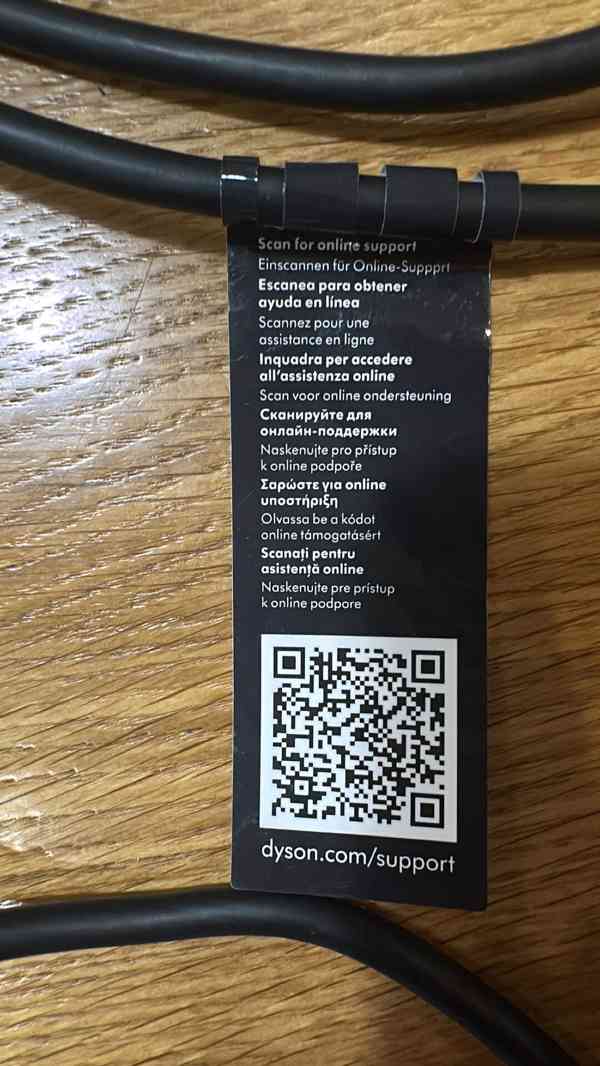 Scan for online support
Einscannen für Online-Support
Escanea para obtener
ayuda en línea
Scannez pour une
assistance en ligne
Inquadra per accedere
all'assistenza online
Scan voor online ondersteuning
Сканируйте для
онлайн-поддержки
Naskenujte pro přístup
k online podpoře
Σαρώστε για online
υποστήριξη
Olvassa be a kódot
online támogatásért
Scanați pentru
asistență online
Naskenujte pre prístup
k online podpore
dyson.com/support